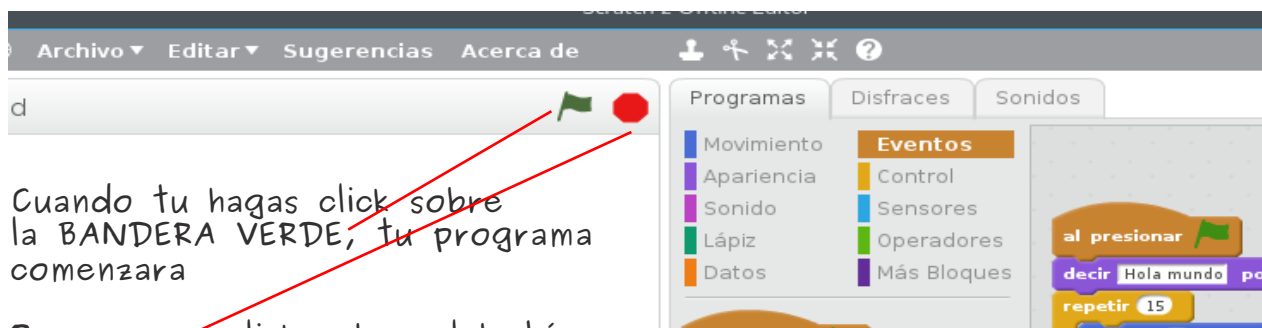 Scratch 2 Offline Editor
Archivo Editar Sugerencias Acerca de
d
Cuando tu hagas click sobre
la BANDERA VERDE, tu programa
comenzara
Programas Disfraces Sonidos
Movimiento Eventos
Apariencia Control
Sonido Sensores
Lápiz Operadores
Datos Más Bloques
al presionar
decir Hola mundo po
repetir 15